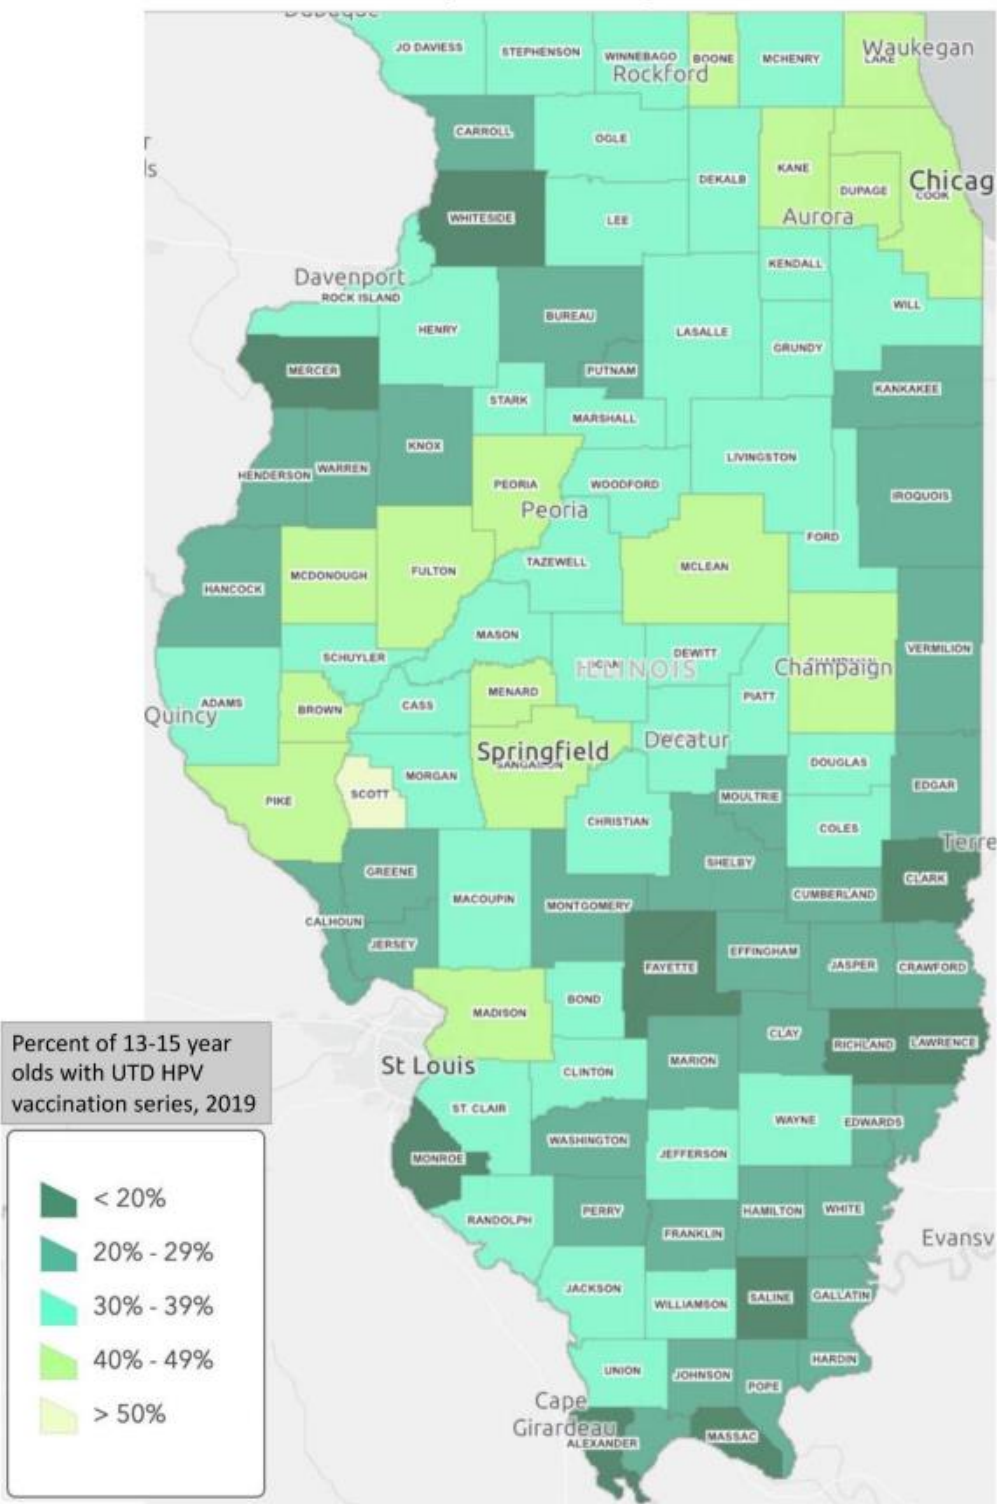 Dubuque
JO DAVIESS
STEPHENSON
WINNEBAGO
BOONE
MCHENRY
LAKE
Waukegan
Rockford
CARROLL
OGLE
DEKALB
KANE
DUPAGE
COOK
Chicag
WHITESIDE
LEE
Aurora
KENDALL
Davenport
ROCK ISLAND
HENRY
BUREAU
LASALLE
WILL
GRUNDY
MERCER
PUTNAM
KANKAKEE
STARK
MARSHALL
KNOX
HENDERSON
WARREN
PEORIA
Peoria
WOODFORD
LIVINGSTON
IROQUOIS
FORD
HANCOCK
MCDONOUGH
FULTON
TAZEWELL
MCLEAN
MASON
SCHUYLER
ILLINOIS
DEWITT
Champaign
VERMILION
ADAMS
Quincy
BROWN
CASS
MENARD
PIATT
Springfield
Decatur
SANGAMON
MORGAN
DOUGLAS
PIKE
SCOTT
MOULTRIE
EDGAR
CHRISTIAN
COLES
Terre
GREENE
SHELBY
CLARK
MACOUPIN
MONTGOMERY
CUMBERLAND
CALHOUN
JERSEY
FAYETTE
EFFINGHAM
JASPER
CRAWFORD
MADISON
BOND
CLAY
RICHLAND
LAWRENCE
St Louis
CLINTON
MARION
ST. CLAIR
WAYNE
EDWARDS
WASHINGTON
JEFFERSON
MONROE
RANDOLPH
PERRY
HAMILTON
WHITE
FRANKLIN
Evansv
JACKSON
WILLIAMSON
SALINE
GALLATIN
UNION
JOHNSON
POPE
HARDIN
Cape
Girardeau
ALEXANDER
MASSAC
Percent of 13-15 year
olds with UTD HPV
vaccination series, 2019
< 20%
20% - 29%
30% - 39%
40% - 49%
> 50%